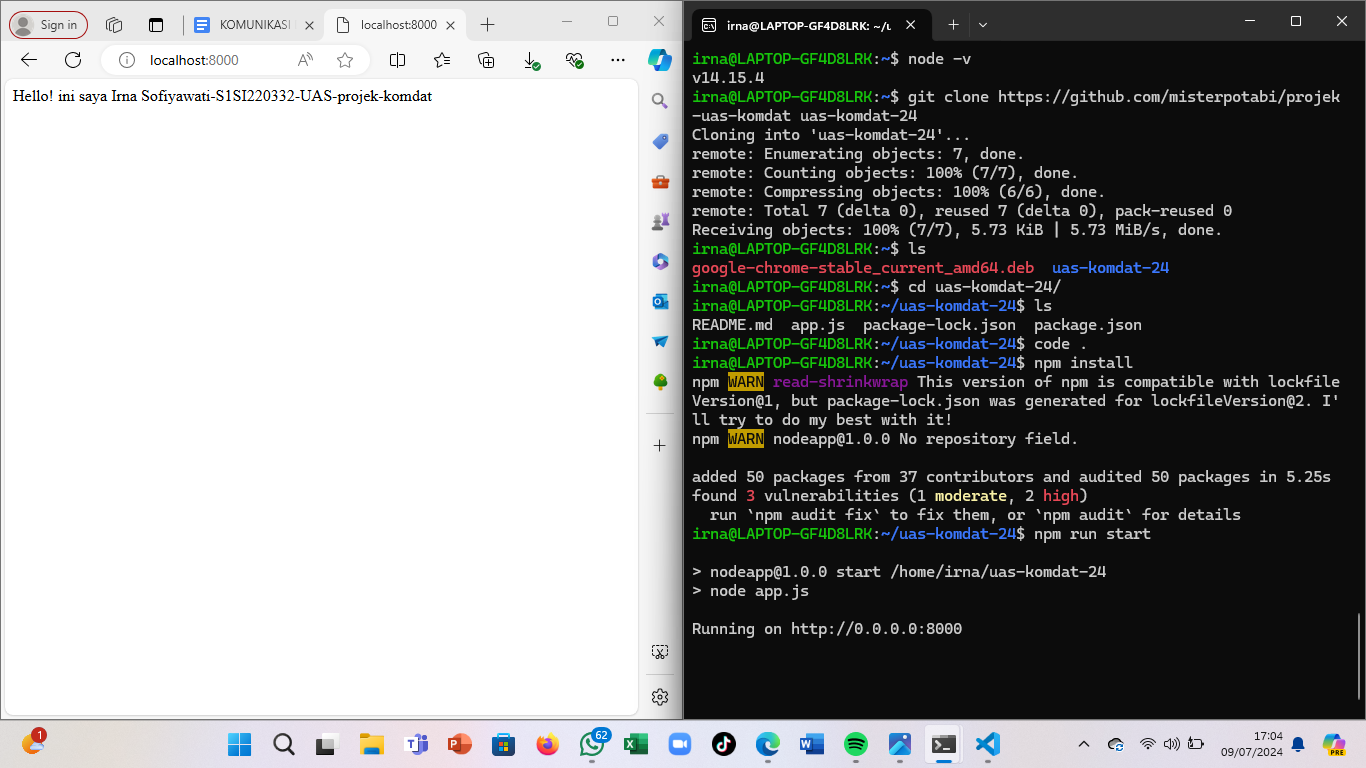 Sign in
KOMUNIKASI
localhost:8000
localhost:8000
Hello! ini saya Irna Sofiyawati-S1SI220332-UAS-projek-komdat
irna@LAPTOP-GF4D8LRK: ~/u
irna@LAPTOP-GF4D8LRK:~$ node -v
v14.15.4
irna@LAPTOP-GF4D8LRK:~$ git clone https://github.com/misterpotabi/projek
-uas-komdat uas-komdat-24
Cloning into 'uas-komdat-24'...
remote: Enumerating objects: 7, done.
remote: Counting objects: 100% (7/7), done.
remote: Compressing objects: 100% (6/6), done.
remote: Total 7 (delta 0), reused 7 (delta 0), pack-reused 0
Receiving objects: 100% (7/7), 5.73 KiB | 5.73 MiB/s, done.
irna@LAPTOP-GF4D8LRK:~$ ls
google-chrome-stable_current_amd64.deb  uas-komdat-24
irna@LAPTOP-GF4D8LRK:~$ cd uas-komdat-24/
irna@LAPTOP-GF4D8LRK:~/uas-komdat-24$ ls
README.md  app.js  package-lock.json  package.json
irna@LAPTOP-GF4D8LRK:~/uas-komdat-24$ code .
irna@LAPTOP-GF4D8LRK:~/uas-komdat-24$ npm install
npm WARN read-shrinkwrap This version of npm is compatible with lockfile
Version@1, but package-lock.json was generated for lockfileVersion@2. I'
ll try to do my best with it!
npm WARN nodeapp@1.0.0 No repository field.
added 50 packages from 37 contributors and audited 50 packages in 5.25s
found 3 vulnerabilities (1 moderate, 2 high)
  run `npm audit fix` to fix them, or `npm audit` for details
irna@LAPTOP-GF4D8LRK:~/uas-komdat-24$ npm run start
> nodeapp@1.0.0 start /home/irna/uas-komdat-24
> node app.js
Running on http://0.0.0.0:8000
1
62
17:04
09/07/2024
PRE